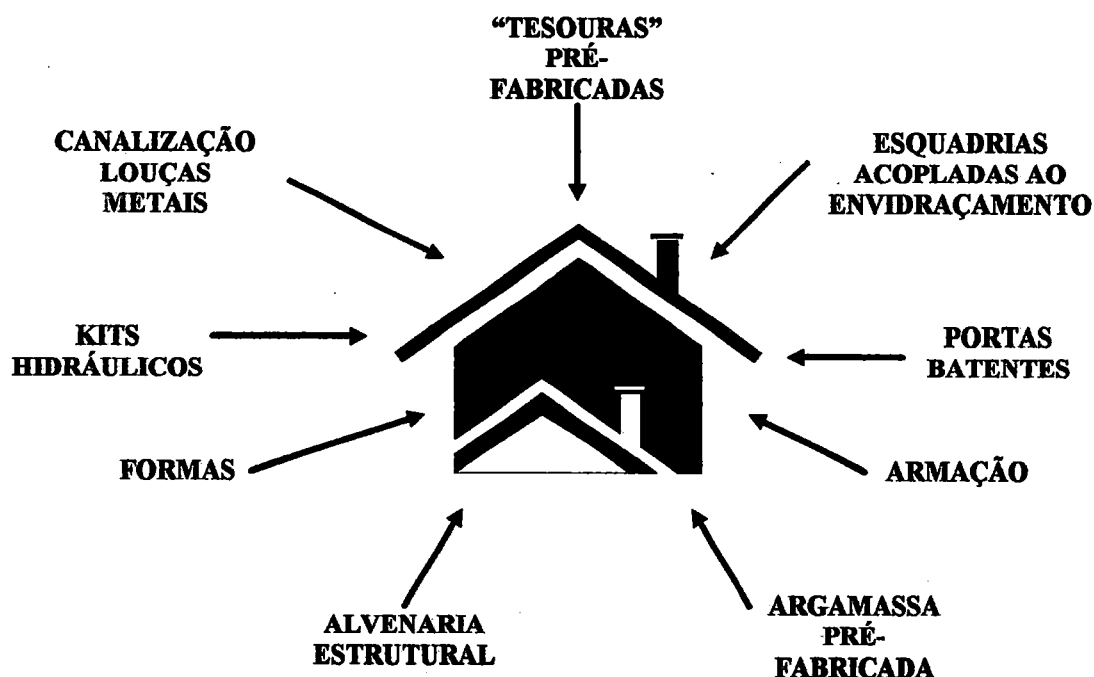 “TESOURAS”
PRÉ-
FABRICADAS
CANALIZAÇÃO
LOUÇAS
METAIS
ESQUADRIAS
ACOPLADAS AO
ENVIDRAÇAMENTO
KITS
HIDRÁULICOS
PORTAS
BATENTES
FORMAS
ARMAÇÃO
ALVENARIA
ESTRUTURAL
ARGAMASSA
PRÉ-
FABRICADA